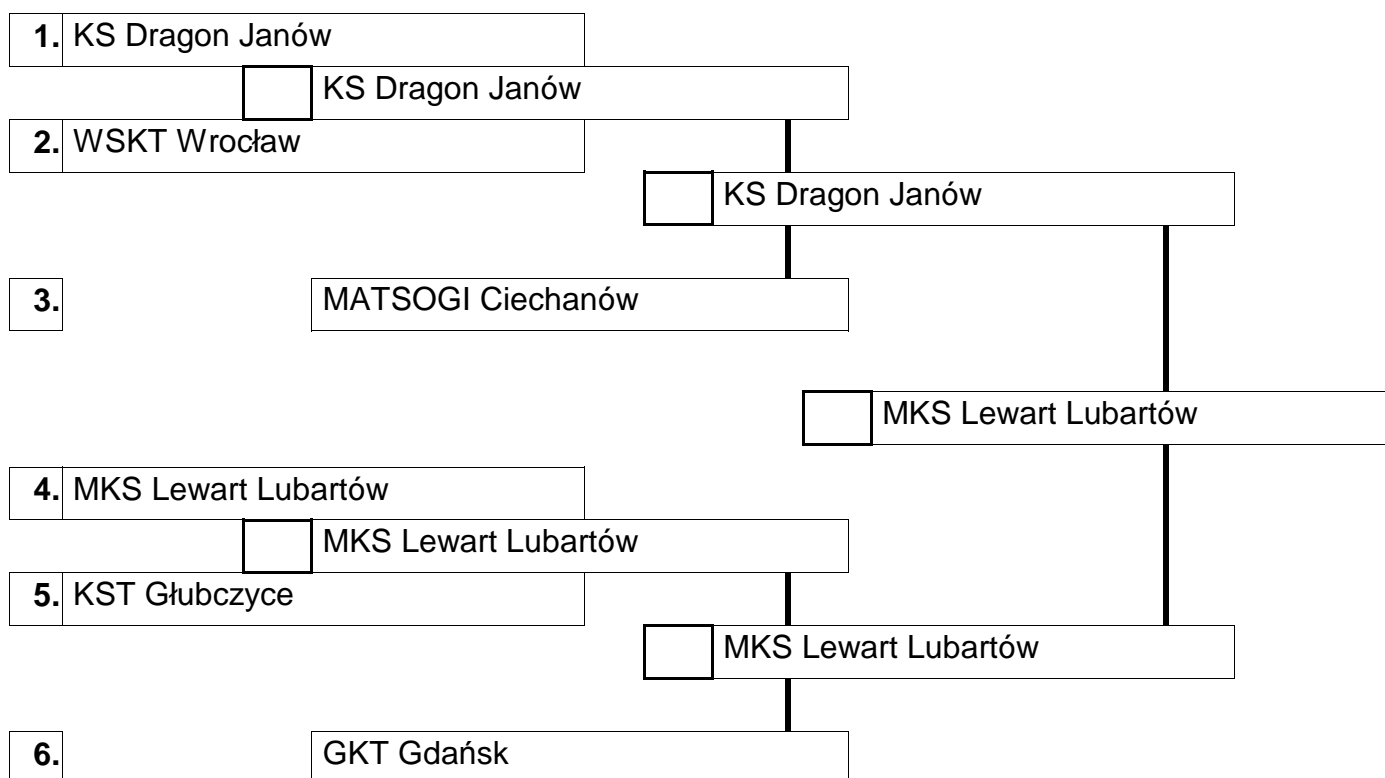 1. KS Dragon Janów
KS Dragon Janów
2. WSKT Wrocław
KS Dragon Janów
3. MATSOGI Ciechanów
MKS Lewart Lubartów
4. MKS Lewart Lubartów
MKS Lewart Lubartów
5. KST Głubczyce
MKS Lewart Lubartów
6. GKT Gdańsk